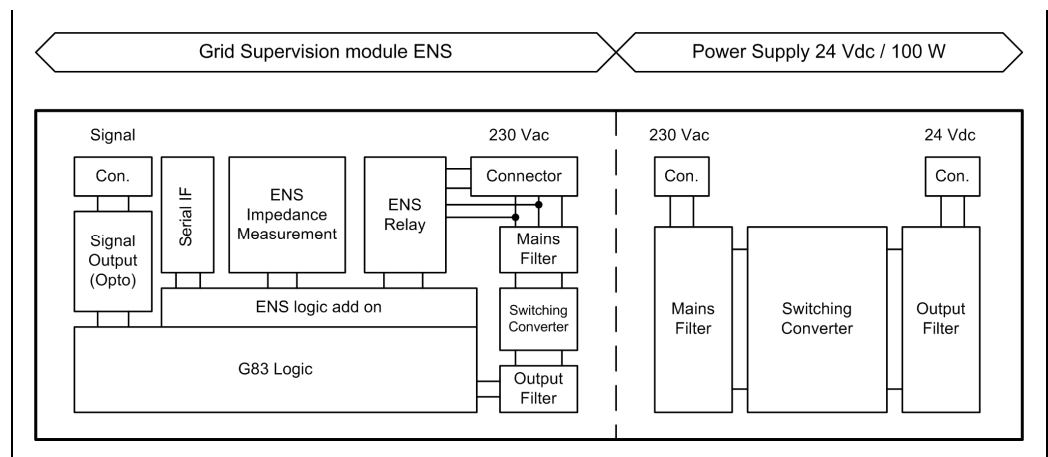 Grid Supervision module ENS
Power Supply 24 Vdc / 100 W
Signal
230 Vac
230 Vac
24 Vdc
Con.
Serial IF
ENS
Impedance
Measurement
ENS
Relay
Connector
Con.
Con.
Signal
Output
(Opto)
Mains
Filter
ENS logic add on
Switching
Converter
G83 Logic
Output
Filter
Mains
Filter
Switching
Converter
Output
Filter